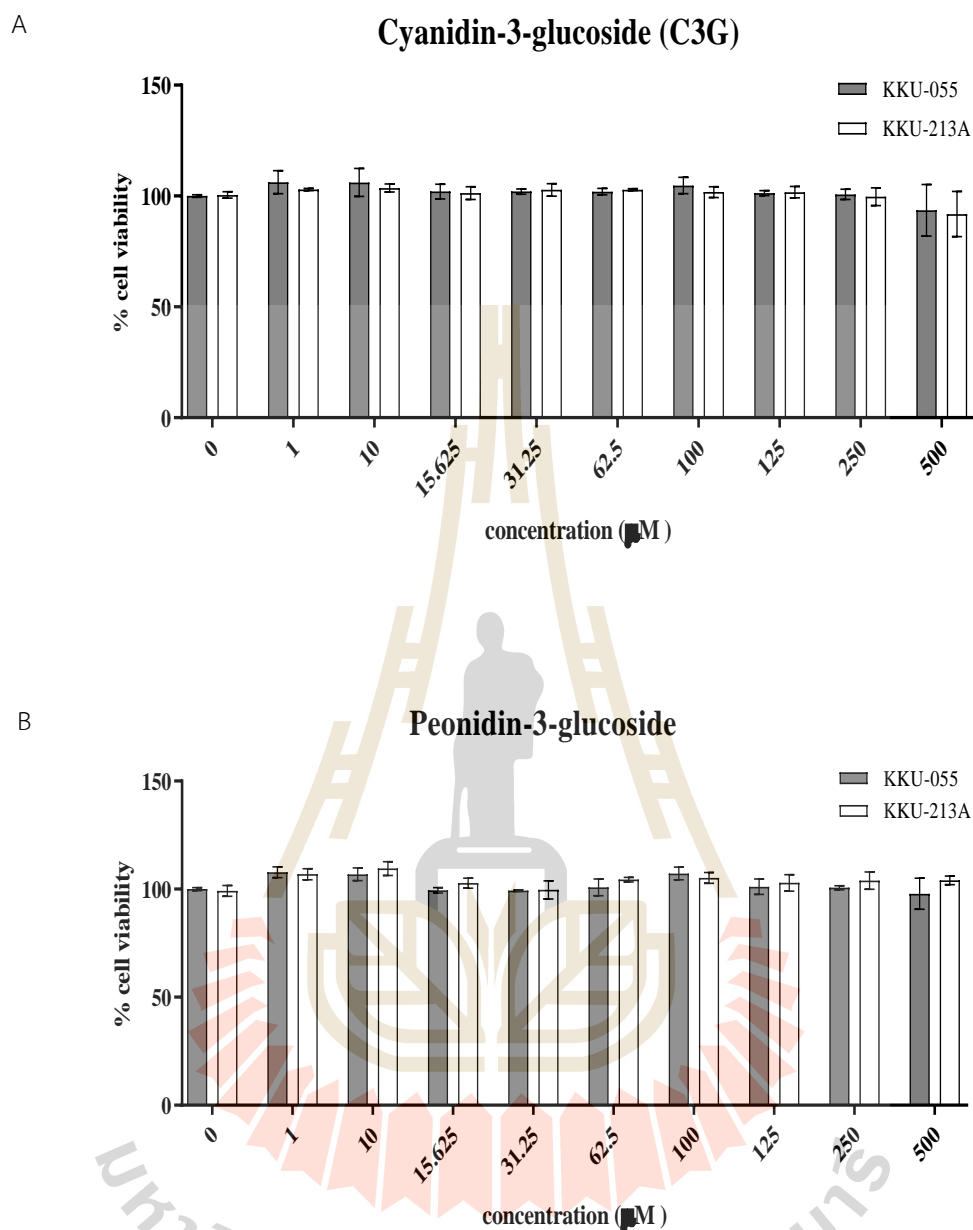 A
Cyanidin-3-glucoside (C3G)
KKU-055
KKU-213A
% cell viability
150
100
50
0
0 1 10 15.625 31.25 62.5 100 125 250 500
concentration (μM )
B
Peonidin-3-glucoside
KKU-055
KKU-213A
% cell viability
150
100
50
0
0 1 10 15.625 31.25 62.5 100 125 250 500
concentration (μM )